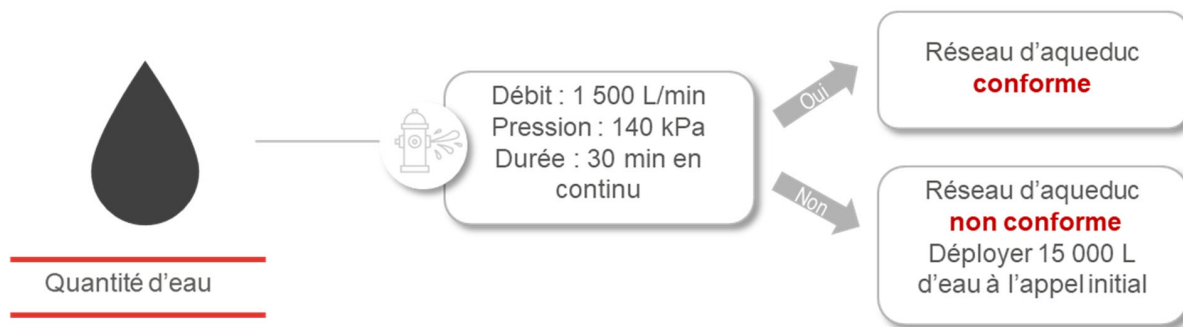 Quantité d'eau
Débit : 1 500 L/min
Pression : 140 kPa
Durée : 30 min en
continu
Oui
Réseau d'aqueduc
conforme
Non
Réseau d'aqueduc
non conforme
Déployer 15 000 L
d'eau à l'appel initial